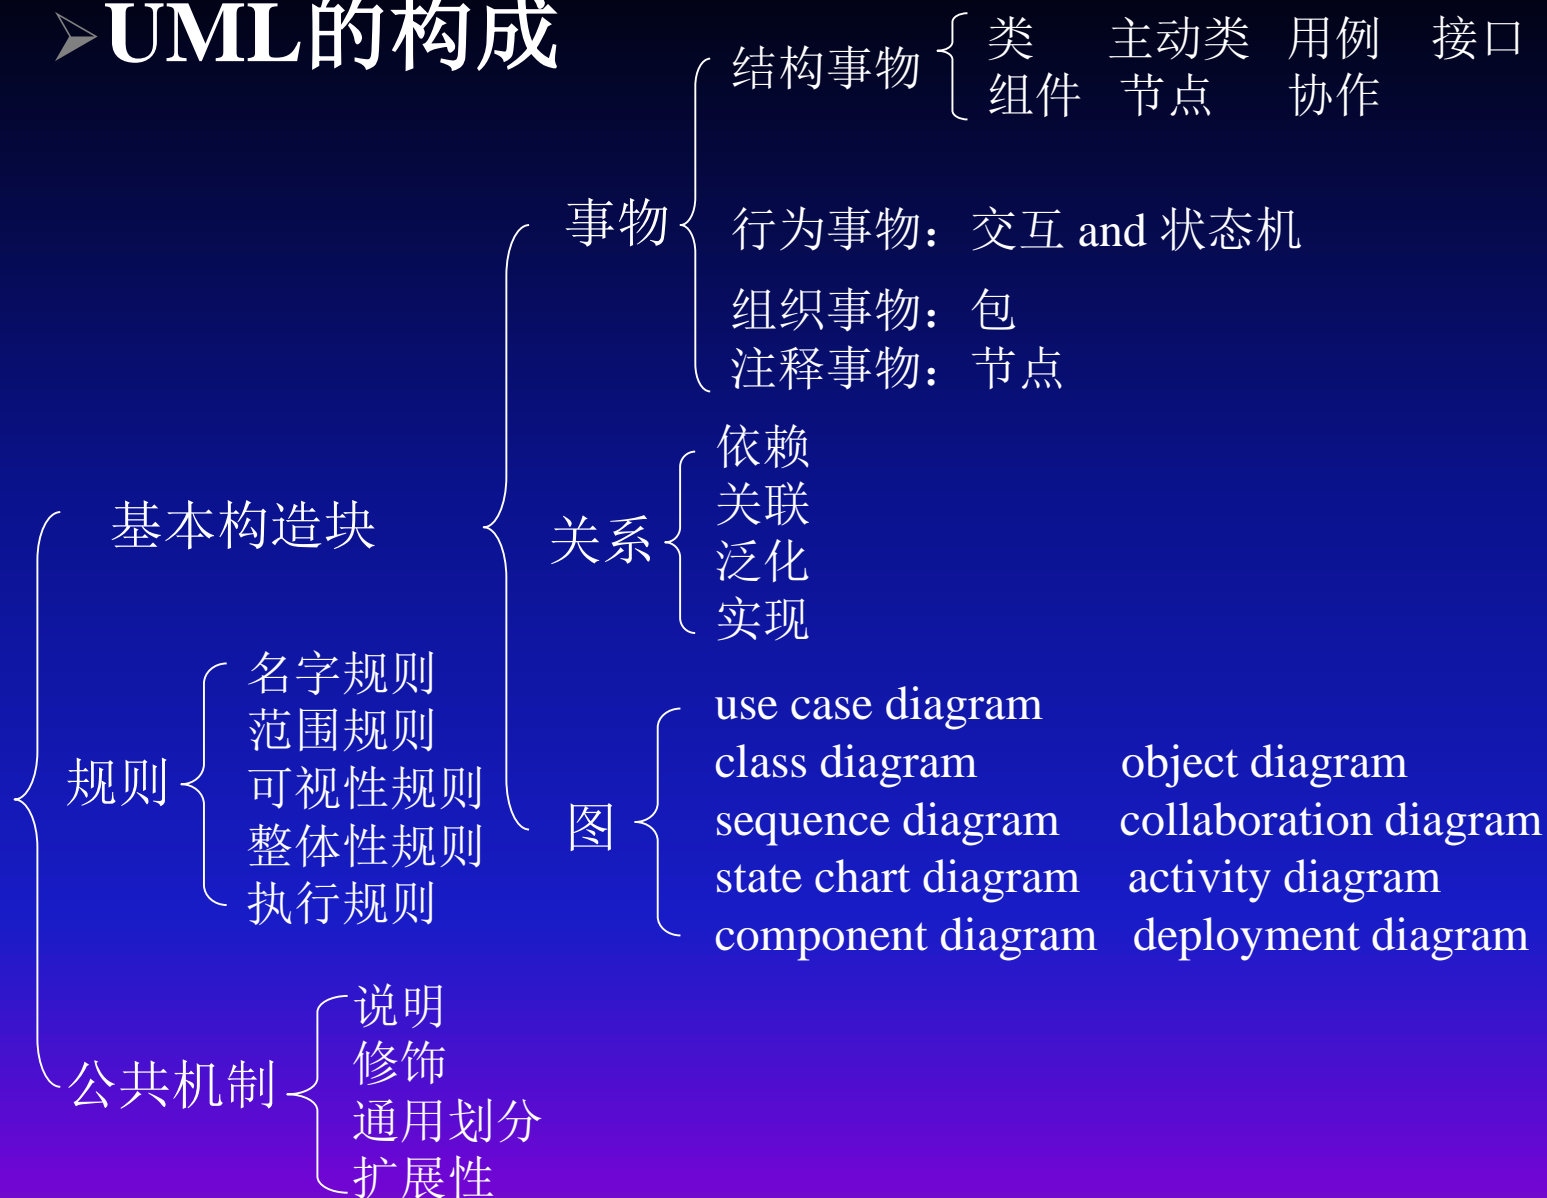 UML的构成
结构事物
类 主动类 用例 接口
组件 节点 协作
事物
行为事物：交互 and 状态机
组织事物：包
注释事物：节点
基本构造块
关系
依赖
关联
泛化
实现
图
use case diagram
class diagram object diagram
sequence diagram collaboration diagram
state chart diagram activity diagram
component diagram deployment diagram
规则
名字规则
范围规则
可视性规则
整体性规则
执行规则
公共机制
说明
修饰
通用划分
扩展性